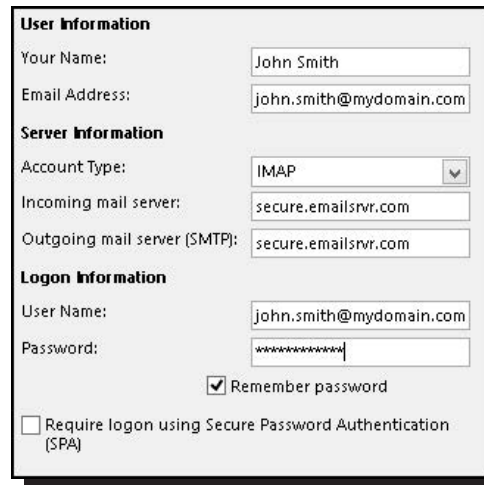 User Information
Your Name: John Smith
Email Address: john.smith@mydomain.com
Server Information
Account Type: IMAP
Incoming mail server: secure.emailsrvr.com
Outgoing mail server (SMTP): secure.emailsrvr.com
Logon Information
User Name: john.smith@mydomain.com
Password: ************
Remember password
Require logon using Secure Password Authentication
(SPA)